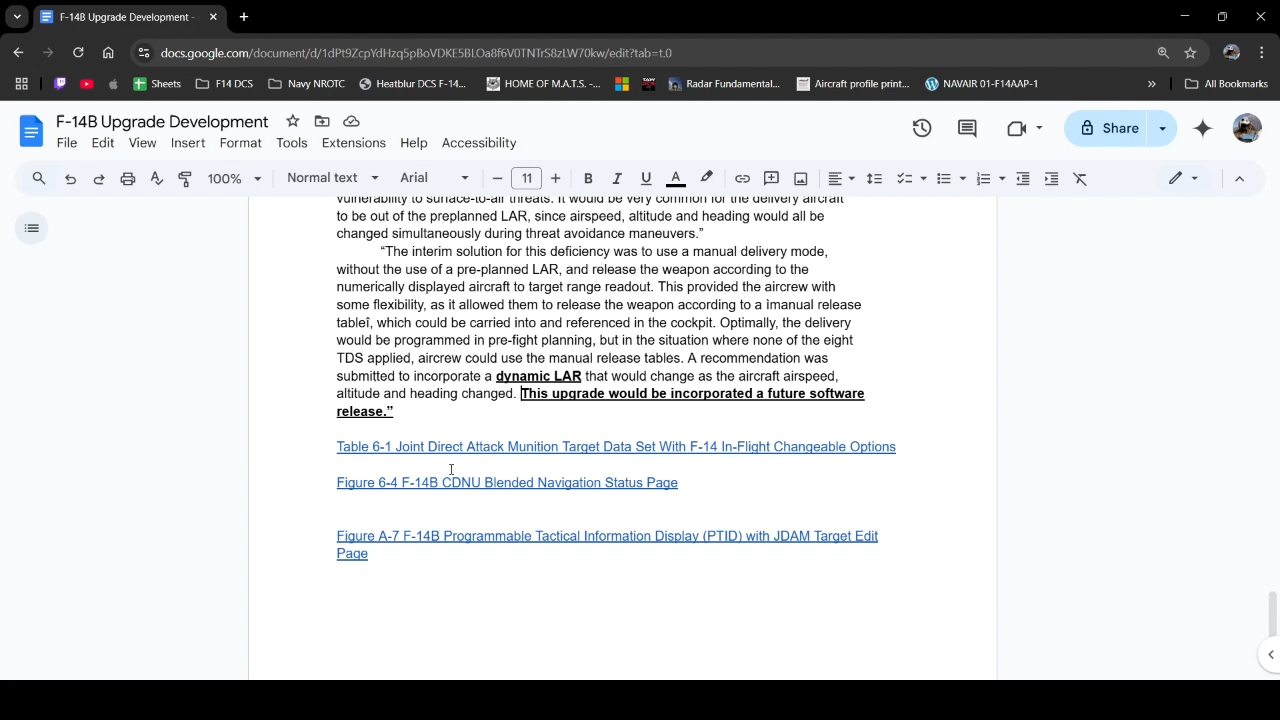 F-14B Upgrade Development -
docs.google.com/document/d/1dPt9ZcpYdHzq5pBoVDKE5BLOa8f6V0TNTrS8zLW70kw/edit?tab=t.0
Sheets F14 DCS Navy NROTC Heatblur DCS F-14... HOME OF M.A.T.S. -... Radar Fundamental... Aircraft profile print... NAVAIR 01-F14AAP-1 » All Bookmarks
F-14B Upgrade Development
File Edit View Insert Format Tools Extensions Help Accessibility
Share
100% Normal text Arial − 11 + B I U A
vulnerability to surface-to-air threats. It would be very common for the delivery aircraft
to be out of the preplanned LAR, since airspeed, altitude and heading would all be
changed simultaneously during threat avoidance maneuvers.”
“The interim solution for this deficiency was to use a manual delivery mode,
without the use of a pre-planned LAR, and release the weapon according to the
numerically displayed aircraft to target range readout. This provided the aircrew with
some flexibility, as it allowed them to release the weapon according to a ìmanual release
tableî, which could be carried into and referenced in the cockpit. Optimally, the delivery
would be programmed in pre-fight planning, but in the situation where none of the eight
TDS applied, aircrew could use the manual release tables. A recommendation was
submitted to incorporate a dynamic LAR that would change as the aircraft airspeed,
altitude and heading changed. This upgrade would be incorporated a future software
release.”
Table 6-1 Joint Direct Attack Munition Target Data Set With F-14 In-Flight Changeable Options
Figure 6-4 F-14B CDNU Blended Navigation Status Page
Figure A-7 F-14B Programmable Tactical Information Display (PTID) with JDAM Target Edit
Page